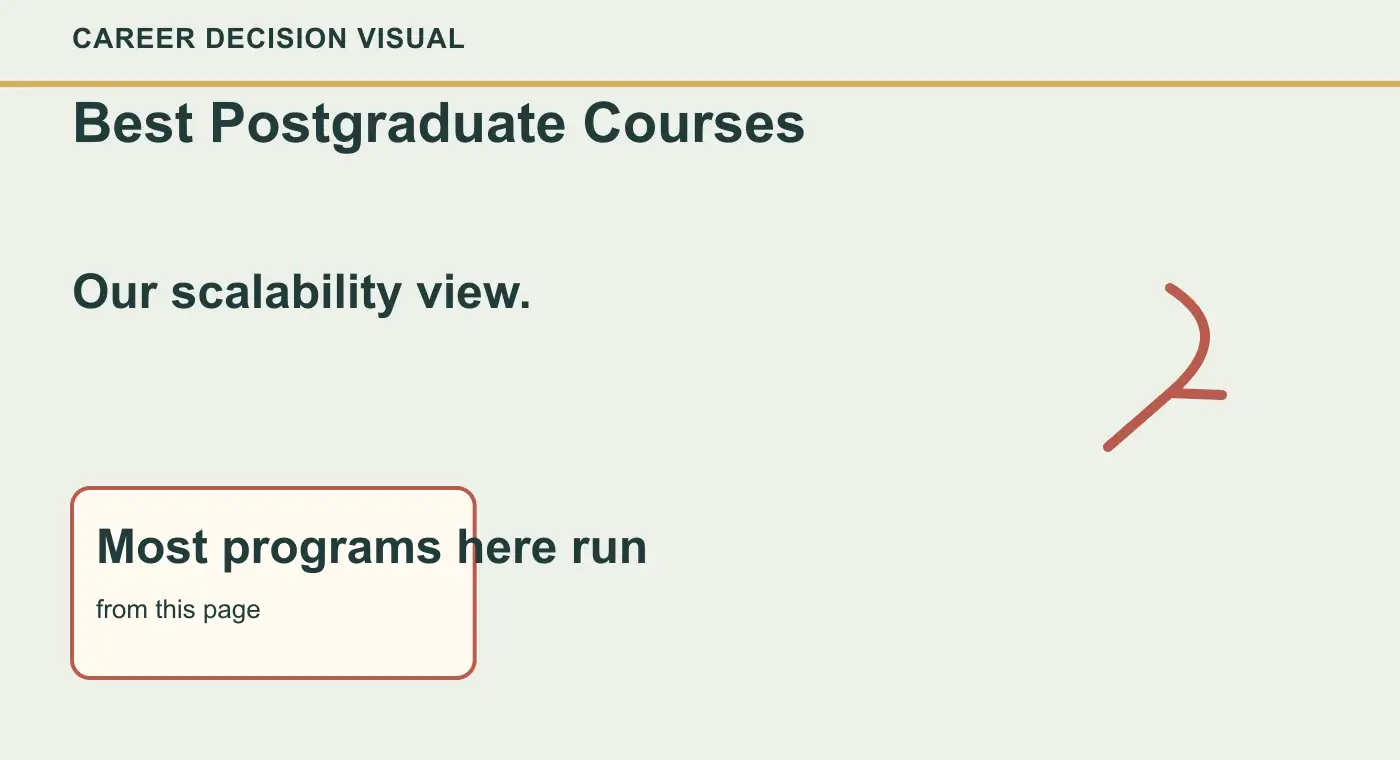 CAREER DECISION VISUAL
Best Postgraduate Courses
Our scalability view.
Most programs here run
from this page